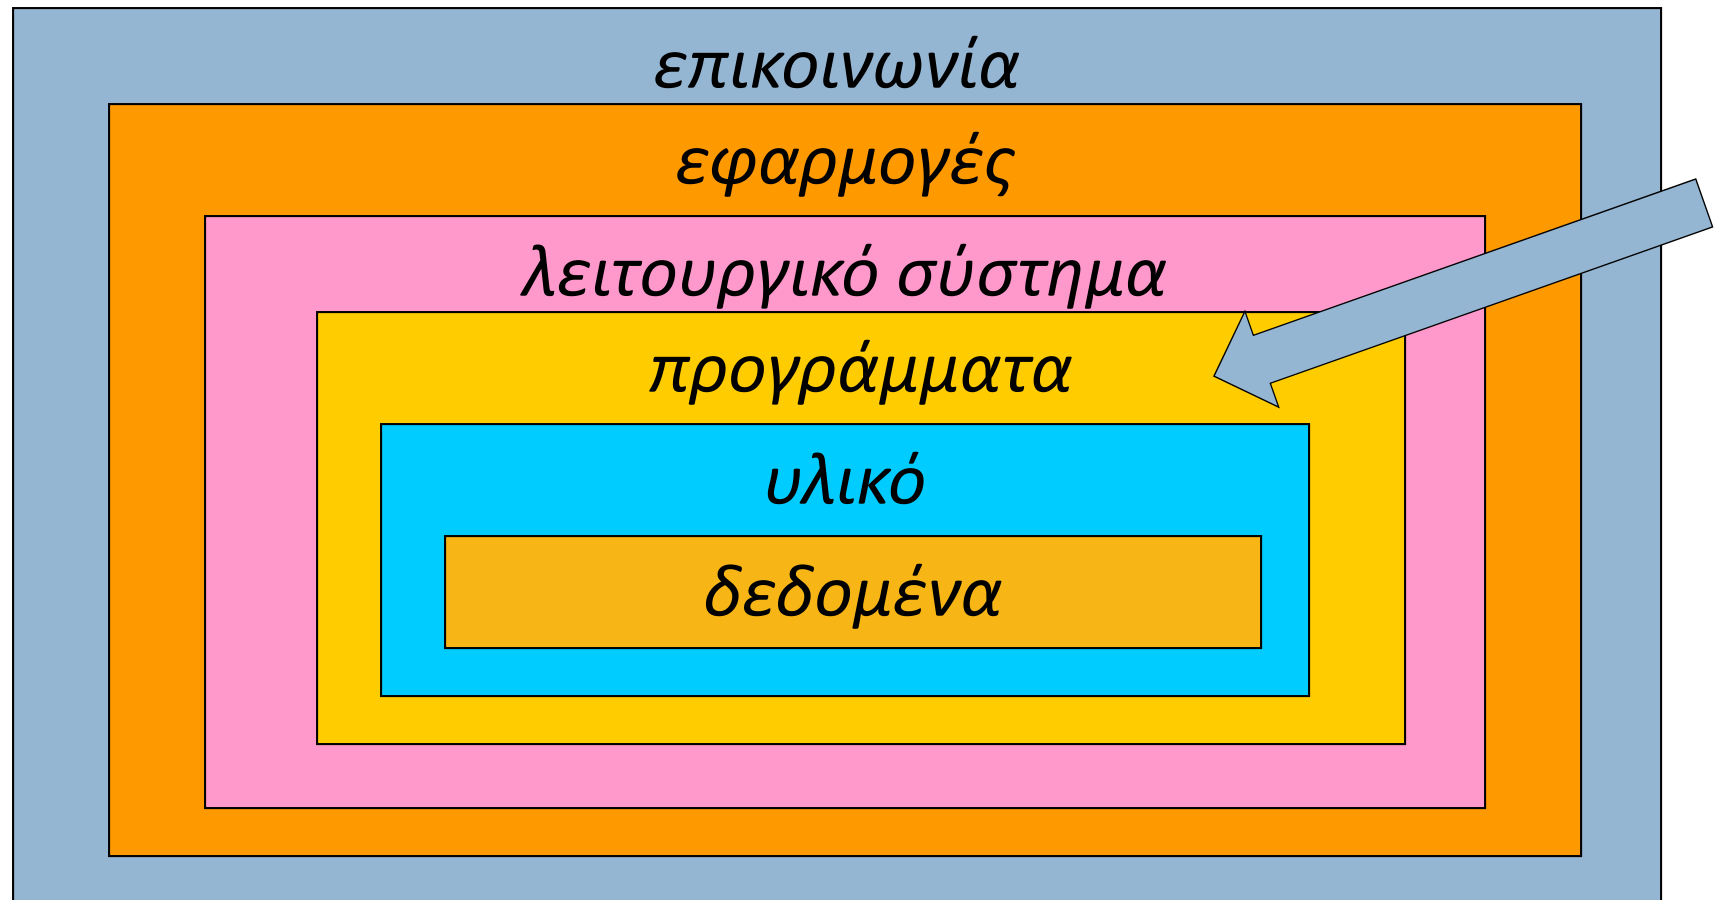 επικοινωνία
εφαρμογές
λειτουργικό σύστημα
προγράμματα
υλικό
δεδομένα